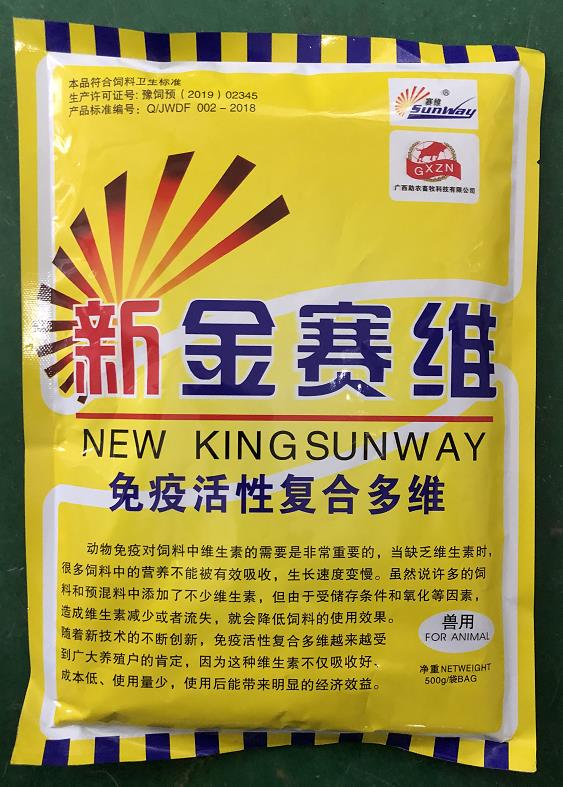 本品符合饲料卫生标准
生产许可证号: 豫饲预（2019）02345
产品标准编号：Q/JWDF 002－2018
赛维
®
SunWay
GXZN
广西助农畜牧科技有限公司
新金赛维
NEW KINGSUNWAY
免疫活性复合多维
动物免疫对饲料中维生素的需要是非常重要的，当缺乏维生素时，
很多饲料中的营养不能被有效吸收，生长速度变慢。虽然说许多的饲
料和预混料中添加了不少维生素，但由于受储存条件和氧化等因素，
造成维生素减少或者流失，就会降低饲料的使用效果。
随着新技术的不断创新，免疫活性复合多维越来越受
到广大养殖户的肯定，因为这种维生素不仅吸收好、
成本低、使用量少，使用后能带来明显的经济效益。
兽用
FOR ANIMAL
净重NETWEIGHT
500g/袋BAG